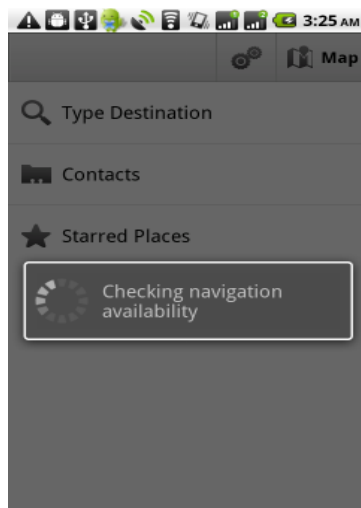 3:25 AM
Map
Type Destination
Contacts
Starred Places
Checking navigation
availability